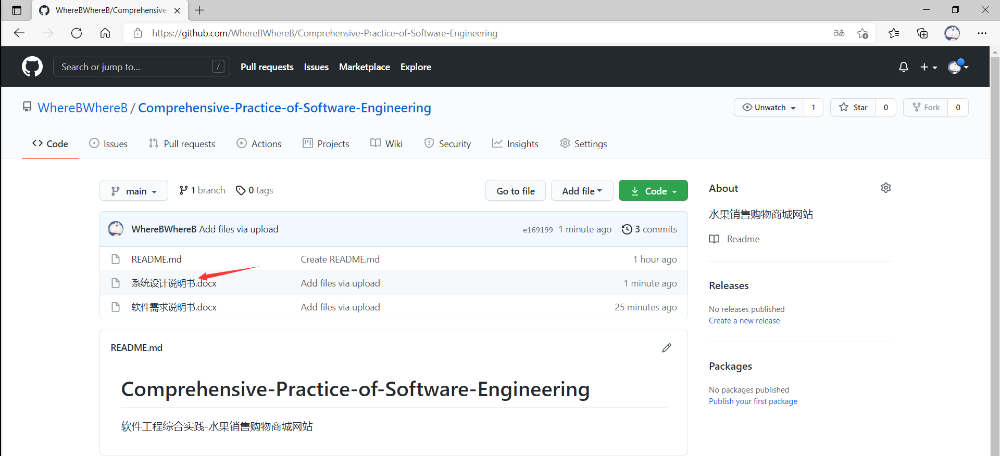 WhereBWhereB/Comprehensive-
https://github.com/WhereBWhereB/Comprehensive-Practice-of-Software-Engineering
aあ
Search or jump to... /
Pull requests Issues Marketplace Explore
WhereBWhereB / Comprehensive-Practice-of-Software-Engineering
Unwatch 1 Star 0 Fork 0
Code Issues Pull requests Actions Projects Wiki Security Insights Settings
main 1 branch 0 tags Go to file Add file Code
WhereBWhereB Add files via upload e169199 1 minute ago 3 commits
README.md Create README.md 1 hour ago
系统设计说明书.docx Add files via upload 1 minute ago
软件需求说明书.docx Add files via upload 25 minutes ago
README.md
Comprehensive-Practice-of-Software-Engineering
软件工程综合实践-水果销售购物商城网站
About
水果销售购物商城网站
Readme
Releases
No releases published
Create a new release
Packages
No packages published
Publish your first package